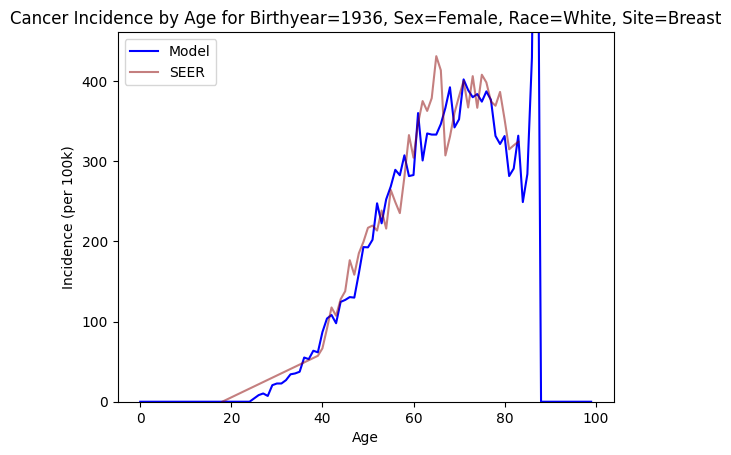 Cancer Incidence by Age for Birthyear=1936, Sex=Female, Race=White, Site=Breast
Model
SEER
400
300
200
100
0
Incidence (per 100k)
0 20 40 60 80 100
Age